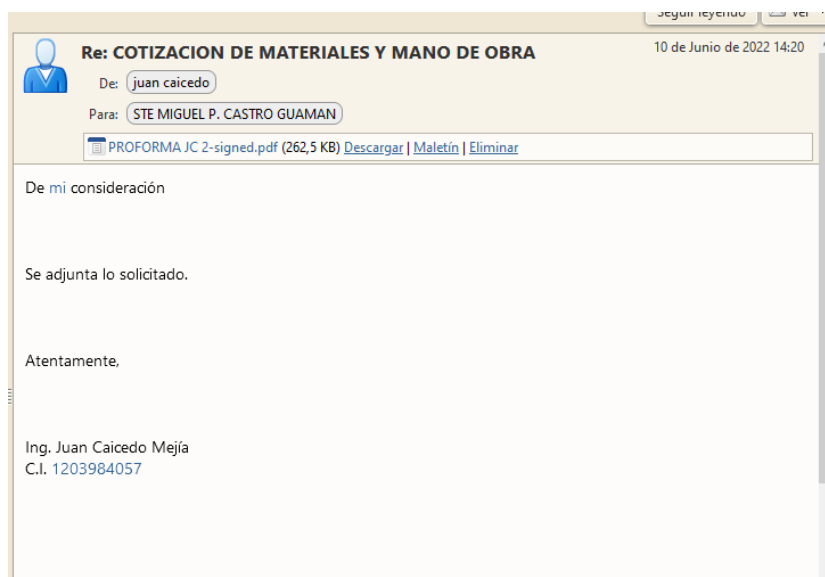 Seguir leyendo Ver
Re: COTIZACION DE MATERIALES Y MANO DE OBRA 10 de Junio de 2022 14:20
De: juan caicedo
Para: STE MIGUEL P. CASTRO GUAMAN
PROFORMA JC 2-signed.pdf (262,5 KB) Descargar | Maletín | Eliminar
De mi consideración
Se adjunta lo solicitado.
Atentamente,
Ing. Juan Caicedo Mejía
C.I. 1203984057